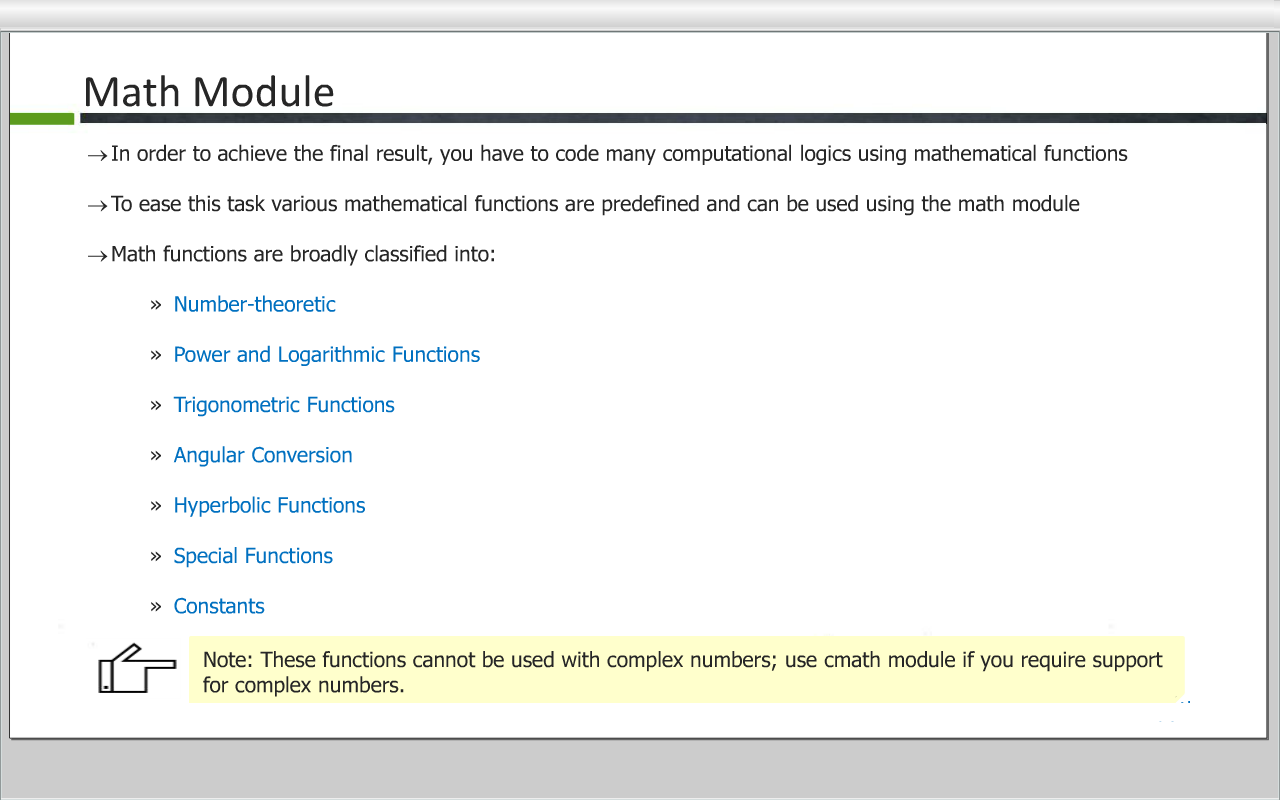 Math Module
→In order to achieve the final result, you have to code many computational logics using mathematical functions
→To ease this task various mathematical functions are predefined and can be used using the math module
→Math functions are broadly classified into:
» Number-theoretic
» Power and Logarithmic Functions
» Trigonometric Functions
» Angular Conversion
» Hyperbolic Functions
» Special Functions
» Constants
Note: These functions cannot be used with complex numbers; use cmath module if you require support
for complex numbers.